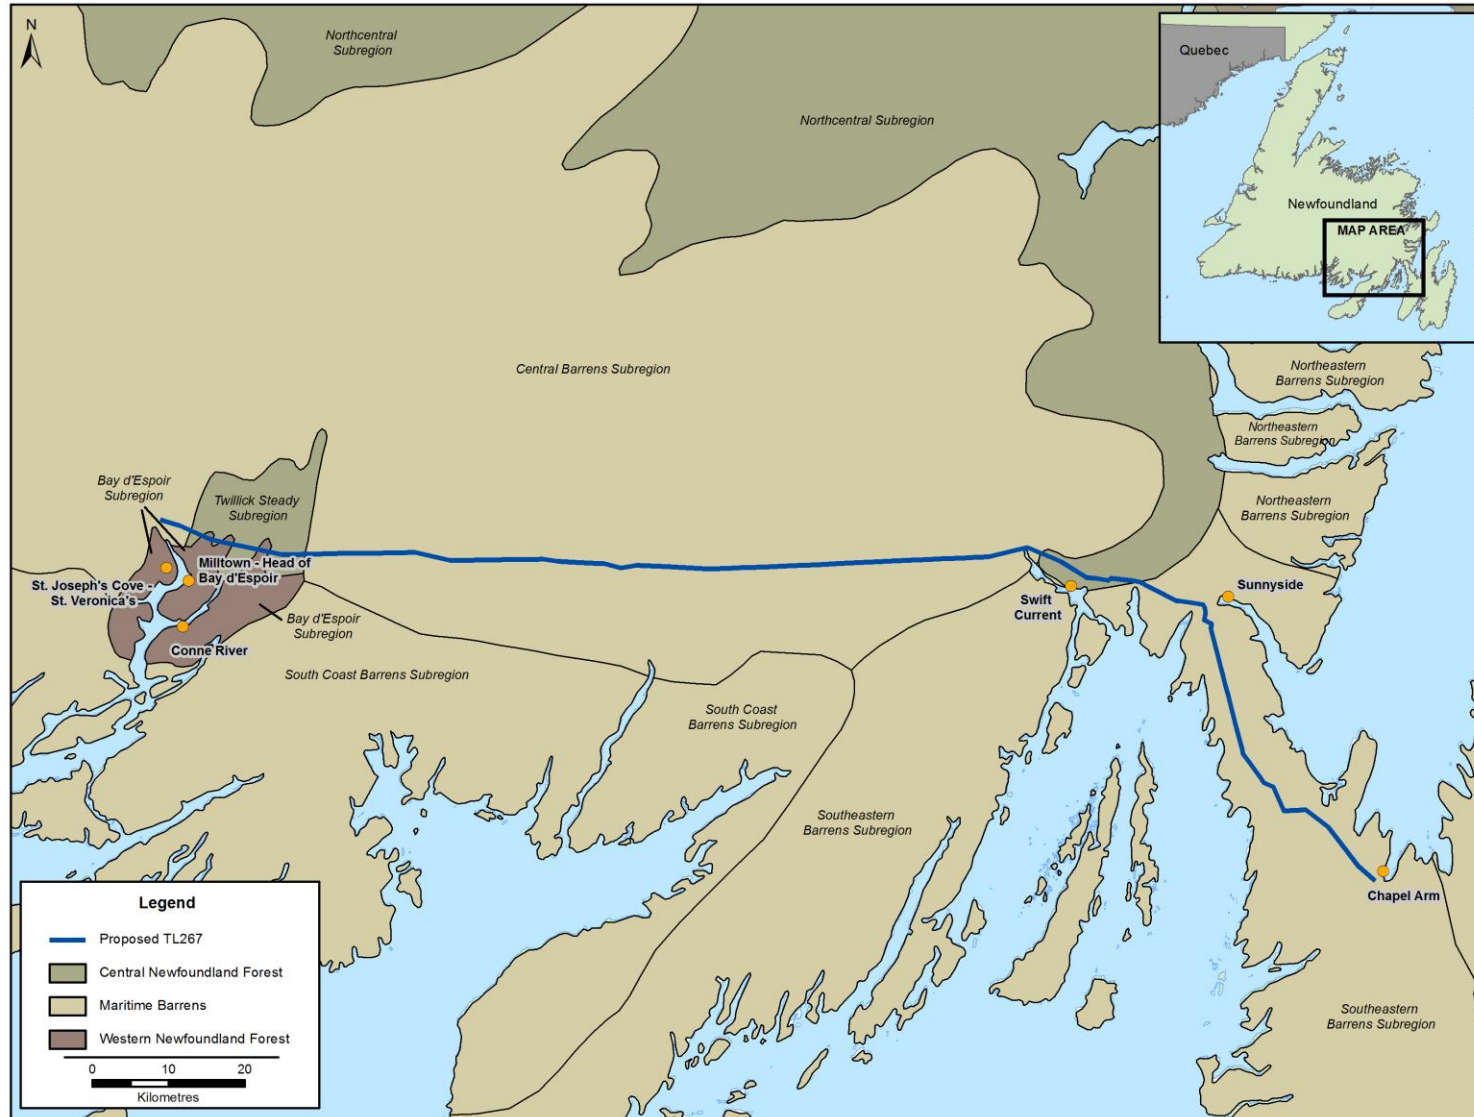 N
Northcentral
Subregion
Northcentral Subregion
Quebec
Newfoundland
MAP AREA
Central Barrens Subregion
Northeastern
Barrens Subregion
Northeastern
Barrens Subregion
Northeastern
Barrens Subregion
Bay d'Espoir
Subregion
Twillick Steady
Subregion
Milltown - Head of
Bay d'Espoir
St. Joseph's Cove -
St. Veronica's
Bay d'Espoir
Subregion
Conne River
Swift
Current
Sunnyside
South Coast Barrens Subregion
South Coast
Barrens Subregion
Southeastern
Barrens Subregion
Chapel Arm
Southeastern
Barrens Subregion
Legend
Proposed TL267
Central Newfoundland Forest
Maritime Barrens
Western Newfoundland Forest
0 10 20
Kilometres